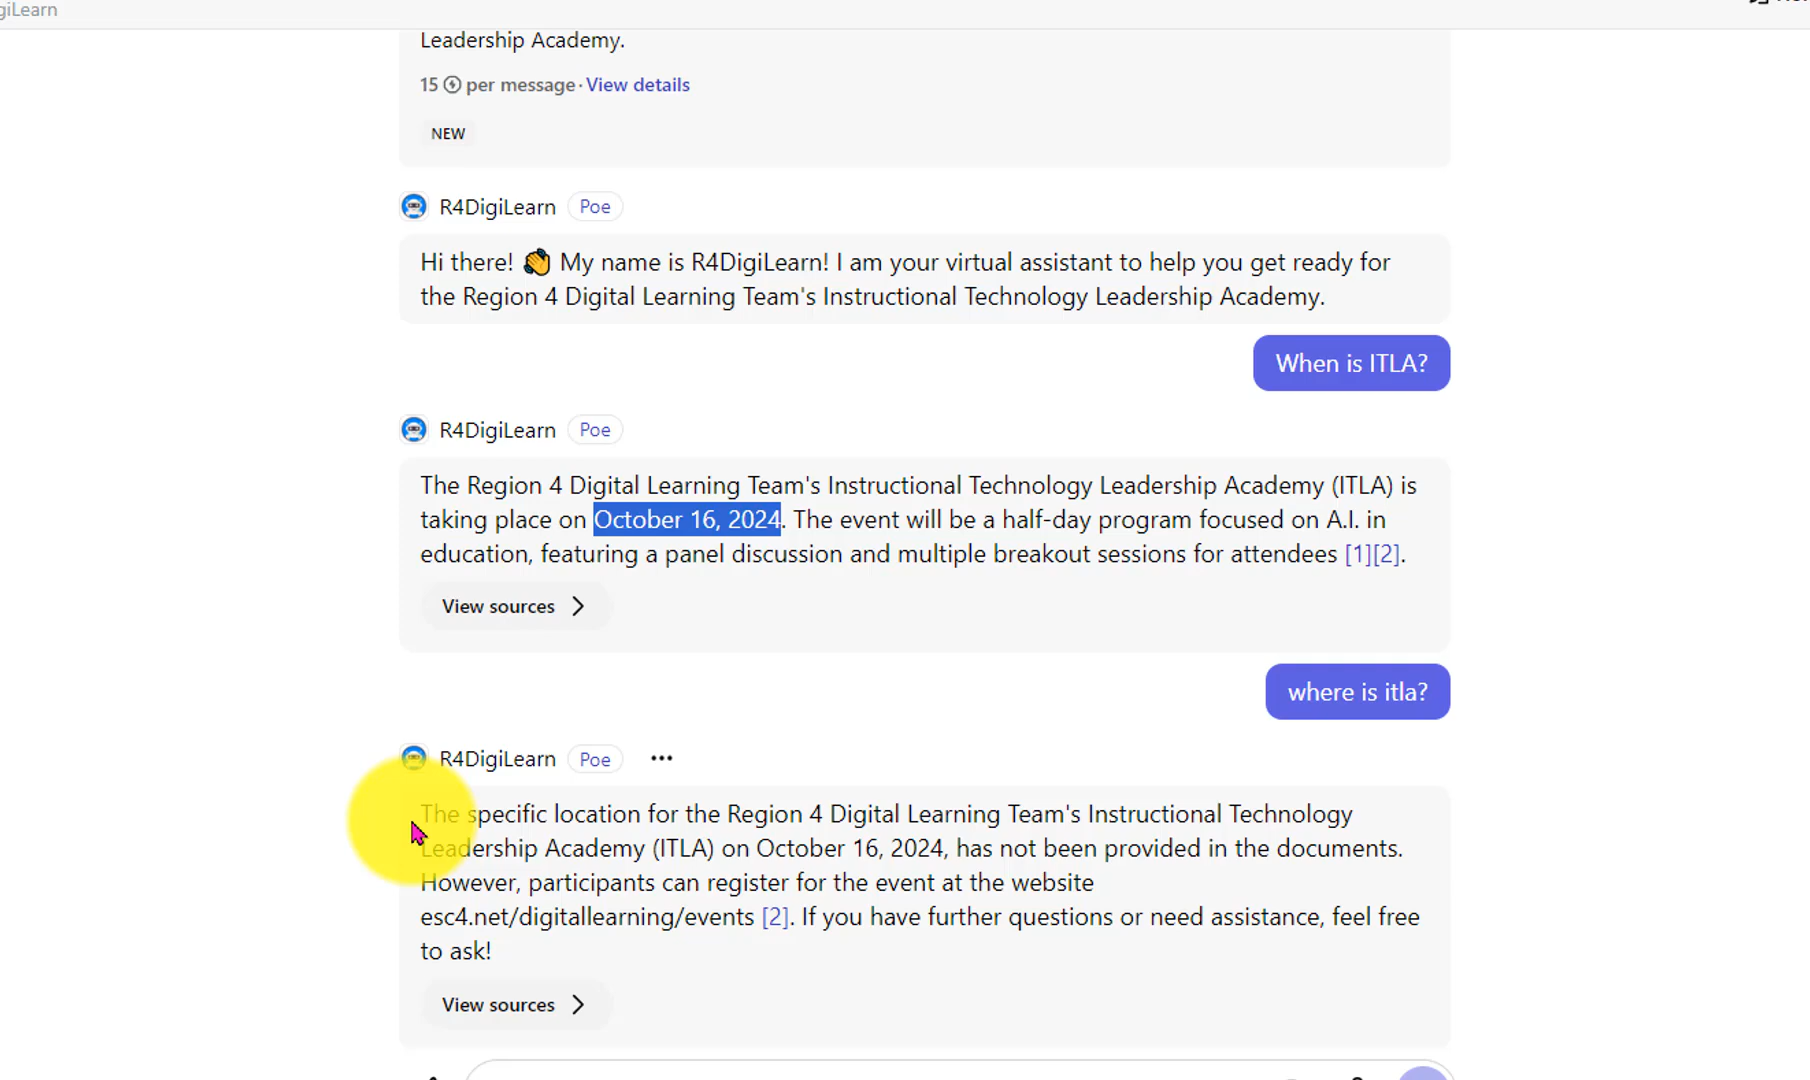 giLearn
Leadership Academy.
15 per message · View details
NEW
R4DigiLearn Poe
Hi there! 👋 My name is R4DigiLearn! I am your virtual assistant to help you get ready for
the Region 4 Digital Learning Team's Instructional Technology Leadership Academy.
When is ITLA?
R4DigiLearn Poe
The Region 4 Digital Learning Team's Instructional Technology Leadership Academy (ITLA) is
taking place on October 16, 2024. The event will be a half-day program focused on A.I. in
education, featuring a panel discussion and multiple breakout sessions for attendees [1][2].
View sources
where is itla?
R4DigiLearn Poe •••
The specific location for the Region 4 Digital Learning Team's Instructional Technology
Leadership Academy (ITLA) on October 16, 2024, has not been provided in the documents.
However, participants can register for the event at the website
esc4.net/digitallearning/events [2]. If you have further questions or need assistance, feel free
to ask!
View sources